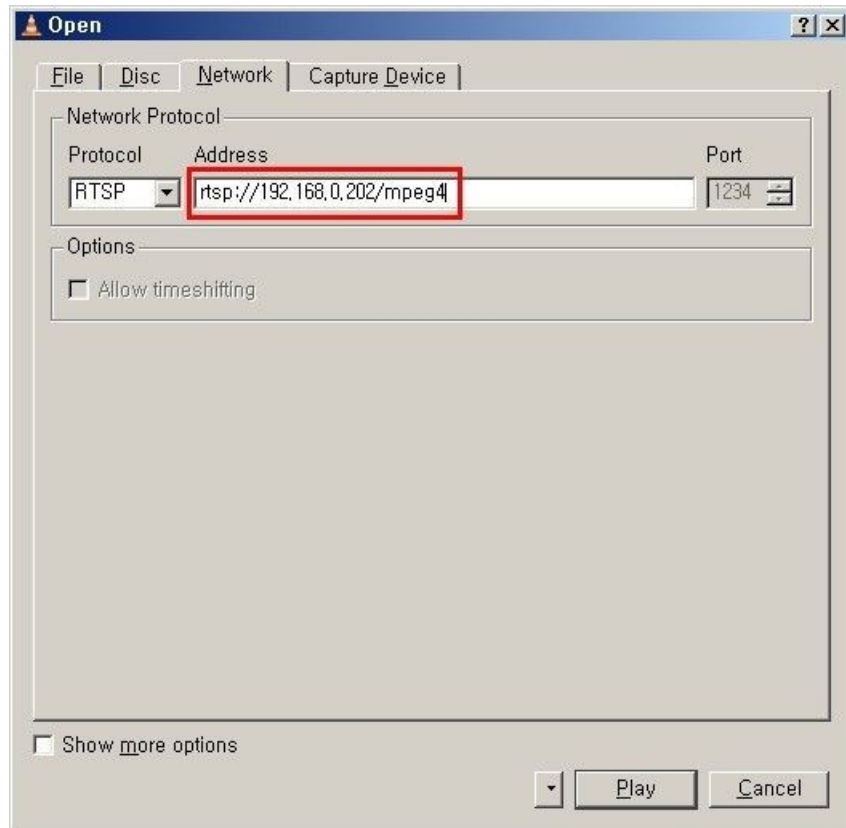 Open
File Disc Network Capture Device
Network Protocol
Protocol Address Port
RTSP rtsp://192,168,0,202/mpeg4 1234
Options
Allow timeshifting
Show more options
Play Cancel